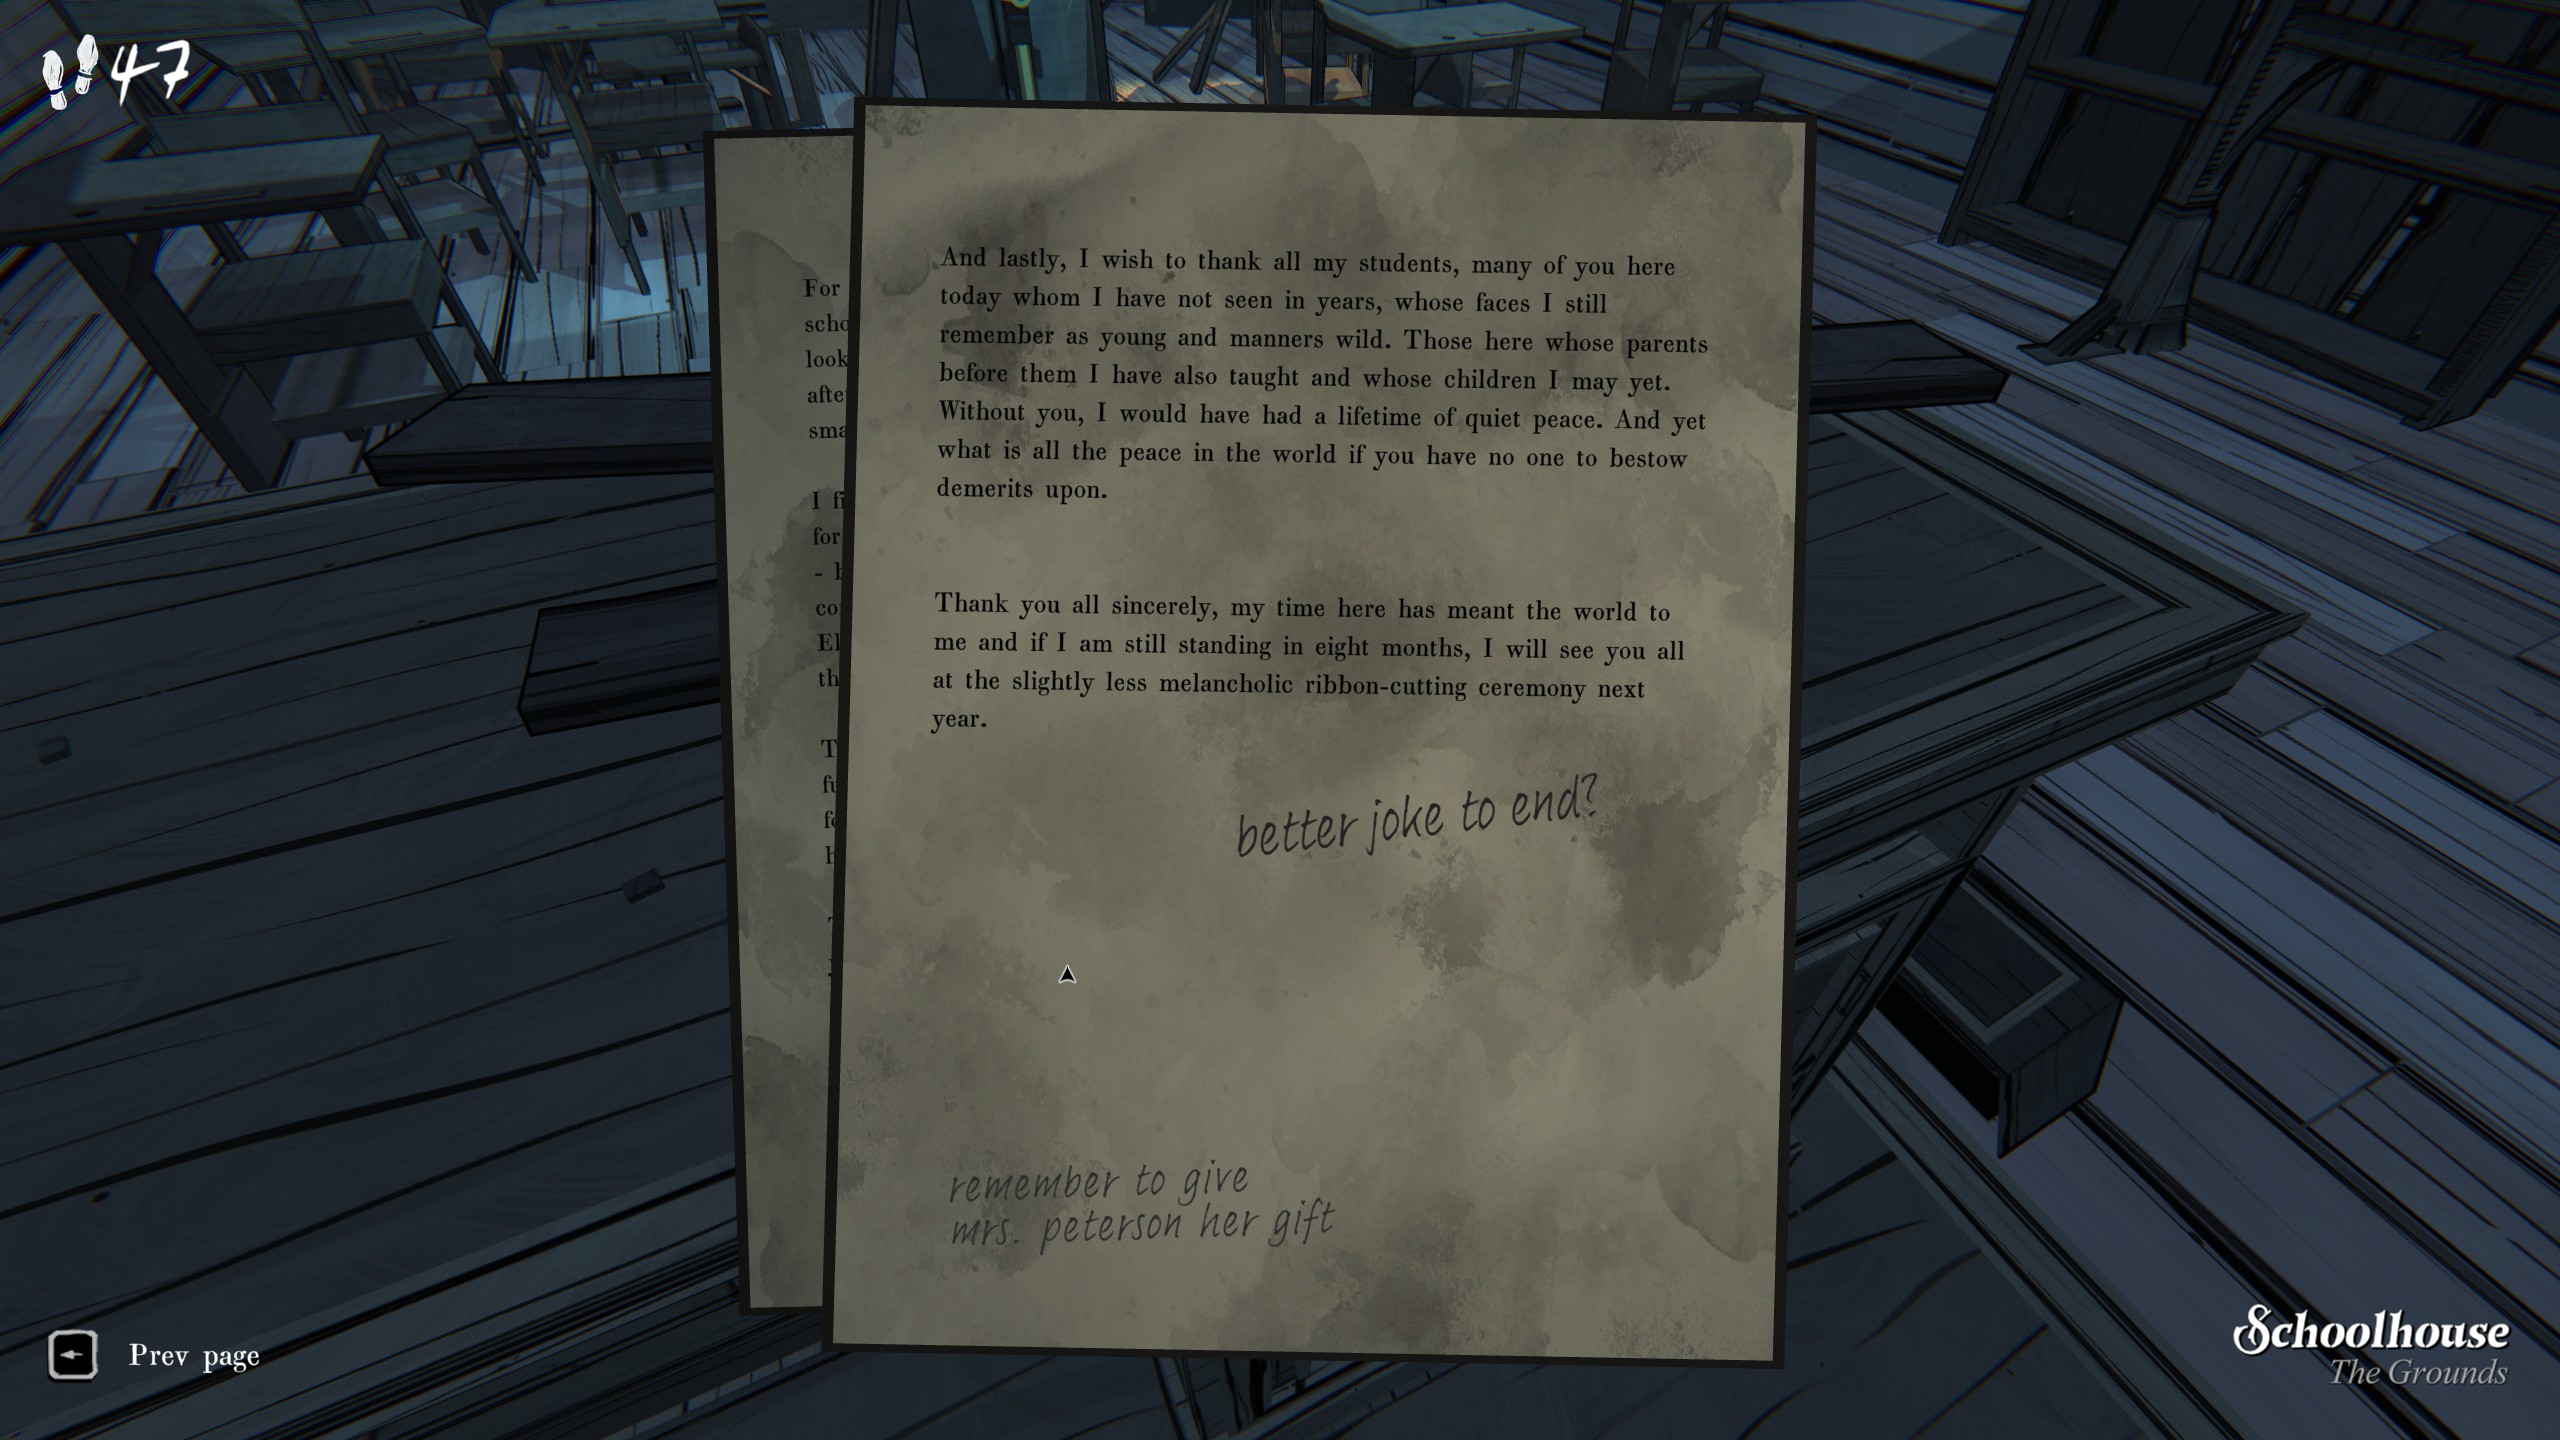 47
For
scho
look
afte
sma
I fi
for
- b
co
El
th
T
fu
fo
h
And lastly, I wish to thank all my students, many of you here
today whom I have not seen in years, whose faces I still
remember as young and manners wild. Those here whose parents
before them I have also taught and whose children I may yet.
Without you, I would have had a lifetime of quiet peace. And yet
what is all the peace in the world if you have no one to bestow
demerits upon.
Thank you all sincerely, my time here has meant the world to
me and if I am still standing in eight months, I will see you all
at the slightly less melancholic ribbon-cutting ceremony next
year.
better joke to end?
remember to give
mrs. peterson her gift
Prev page
Schoolhouse
The Grounds